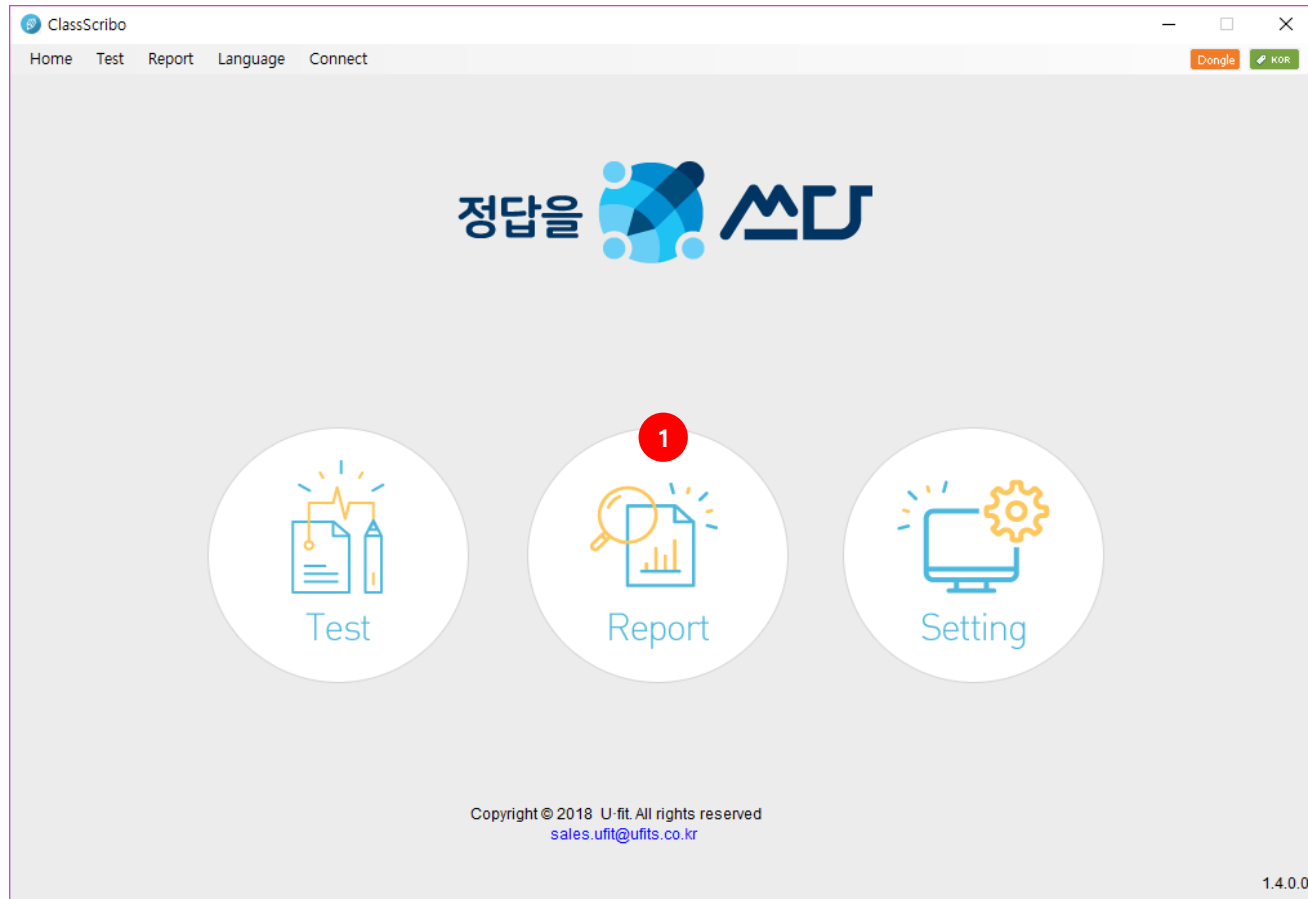 ClassScribo
Home Test Report Language Connect Dongle KOR
정답을 쓰다
1
Test Report Setting
Copyright © 2018 U-fit. All rights reserved
sales.ufit@ufits.co.kr
1.4.0.0